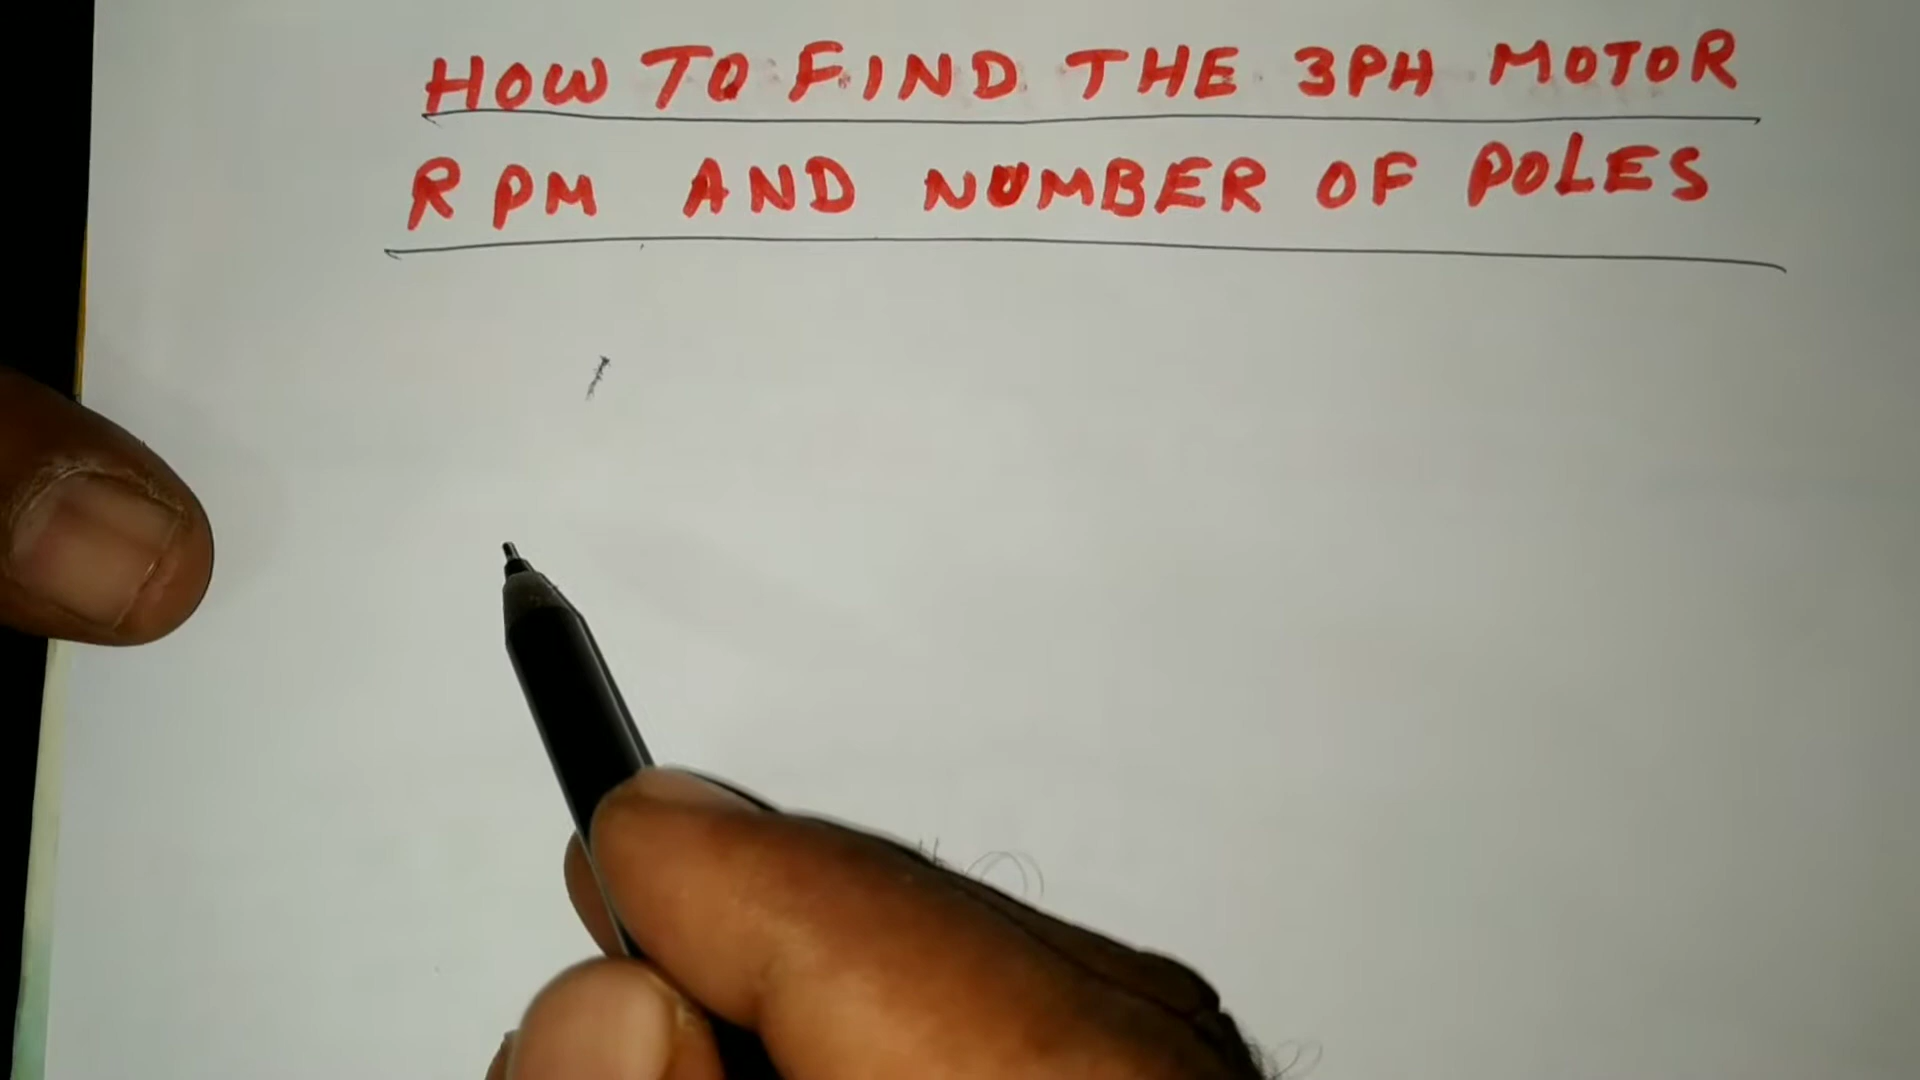 HOW TO FIND THE 3PH MOTOR
RPM AND NUMBER OF POLES